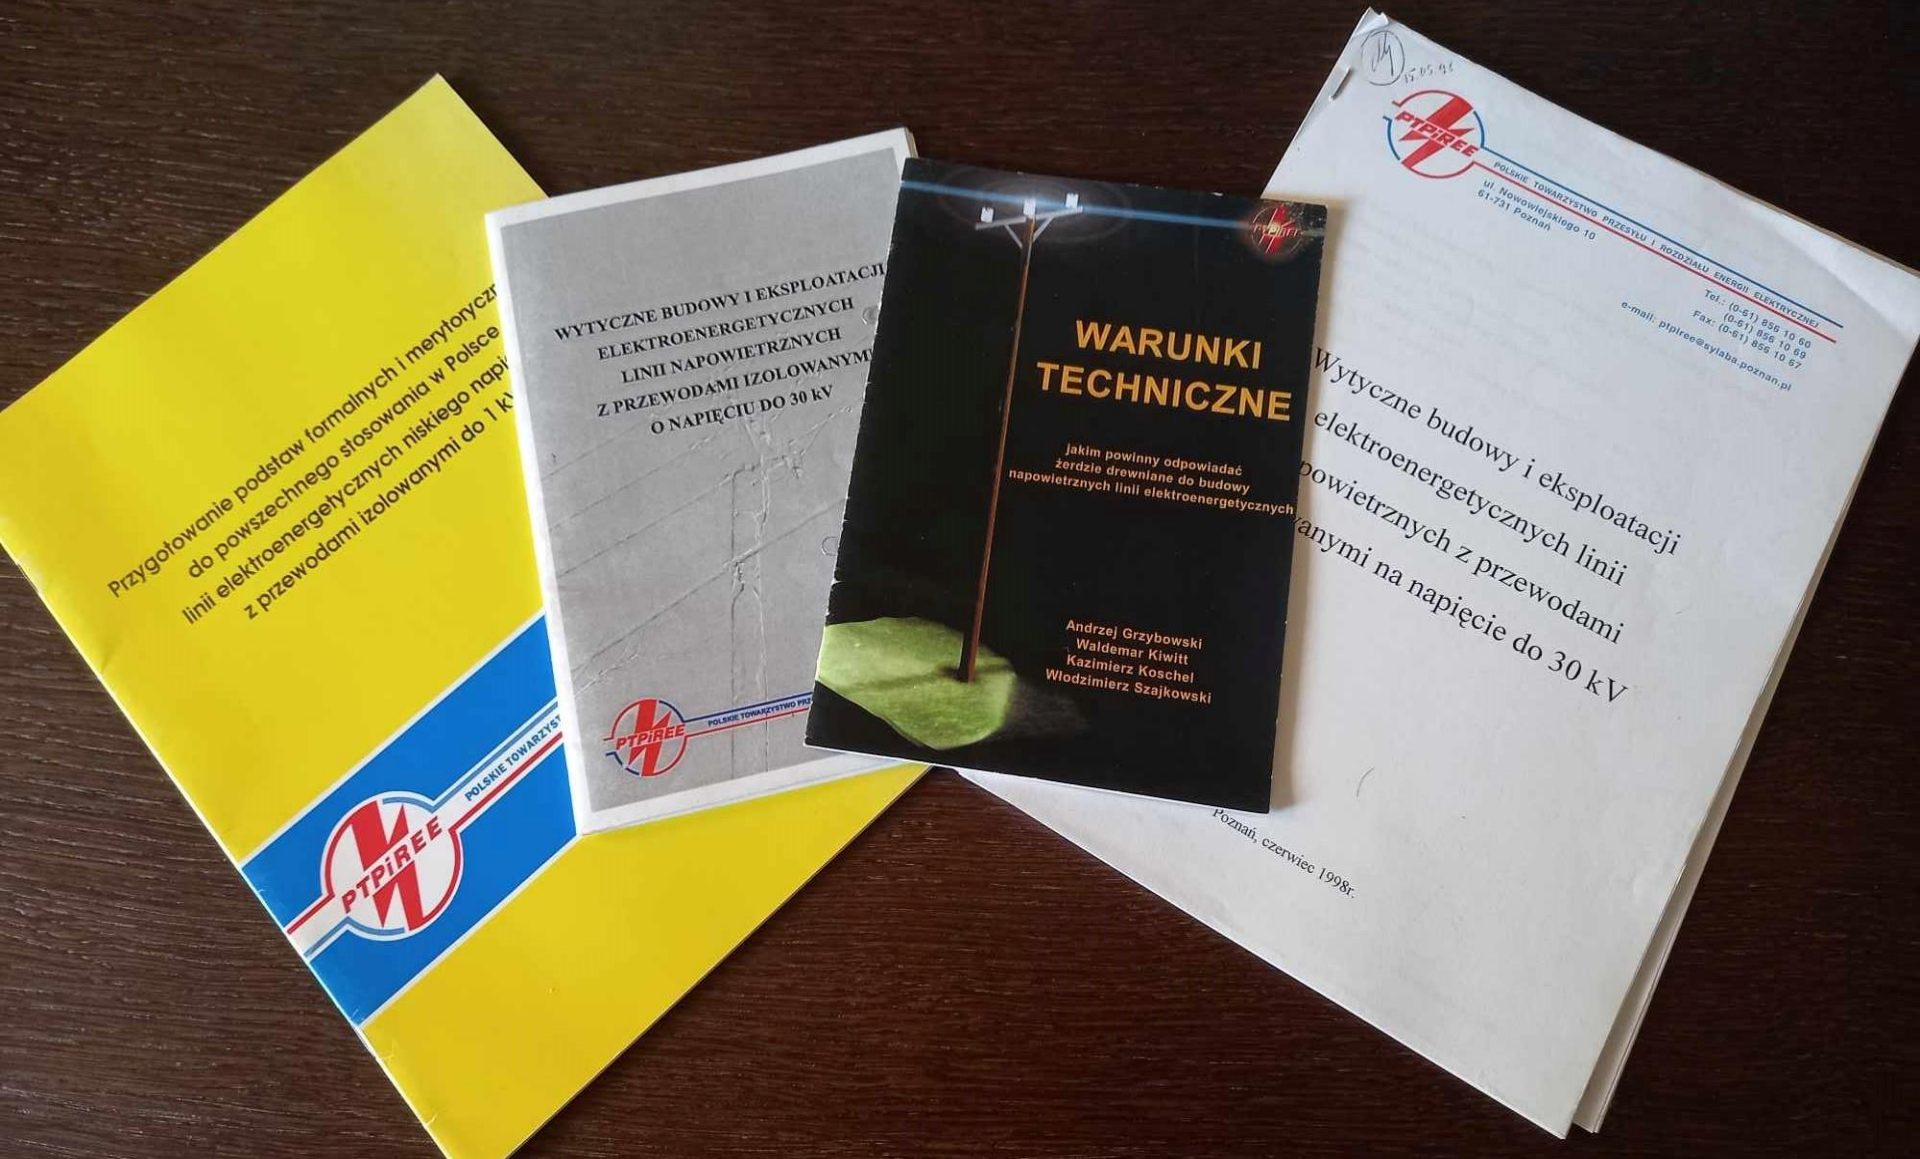 Przygotowanie podstaw formalnych i
do powszechnego stosowania w Polsce
linii elektroenergetycznych niskiego
z przewodami izolowanymi do 1
PTPiREE
POLSKIE
WYTYCZNE BUDOWY I EKSPLOATACJI
ELEKTROENERGETYCZNYCH
LINII NAPOWIETRZNYCH
Z PRZEWODAMI IZOLOWANYMI
O NAPIĘCIU DO 30 kV
PTPiREE
POLSKIE TOWARZYSTWO
PTPiREE
WARUNKI
TECHNICZNE
jakim powinny odpowiadać
żerdzie drewniane do budowy
napowietrznych linii elektroenergetycznych
Andrzej Grzybowski
Waldemar Kiwitt
Kazimierz Koschel
Włodzimierz Szajkowski
PTPiREE
POLSKIE TOWARZYSTWO PRZESYŁU I ROZDZIAŁU ENERGII ELEKTRYCZNEJ
ul. Nowowiejskiego 10
61-731 Poznań
Tel.: (0-61) 856 10 60
(0-61) 856 10 69
Fax: (0-61) 856 10 67
e-mail: ptpiree@sylaba.poznan.pl
Wytyczne budowy i eksploatacji
elektroenergetycznych linii
powietrznych z przewodami
wanymi na napięcie do 30 kV
Poznań, czerwiec 1998r.